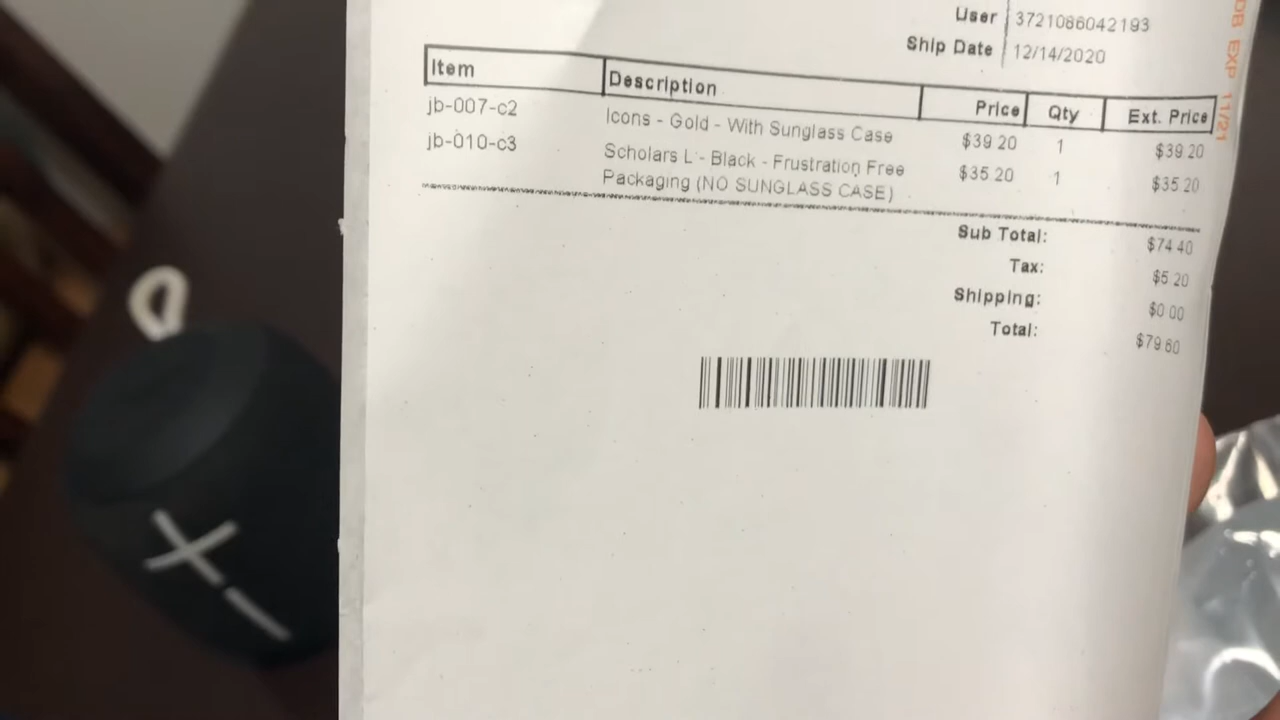 User 3721086042193
Ship Date 12/14/2020
Item Description Price Qty Ext. Price
jb-007-c2 Icons - Gold - With Sunglass Case $39.20 1 $39.20
jb-010-c3 Scholars L - Black - Frustration Free $35.20 1 $35.20
Packaging (NO SUNGLASS CASE)
Sub Total: $74.40
Tax: $5.20
Shipping: $0.00
Total: $79.60
EXP 11/21